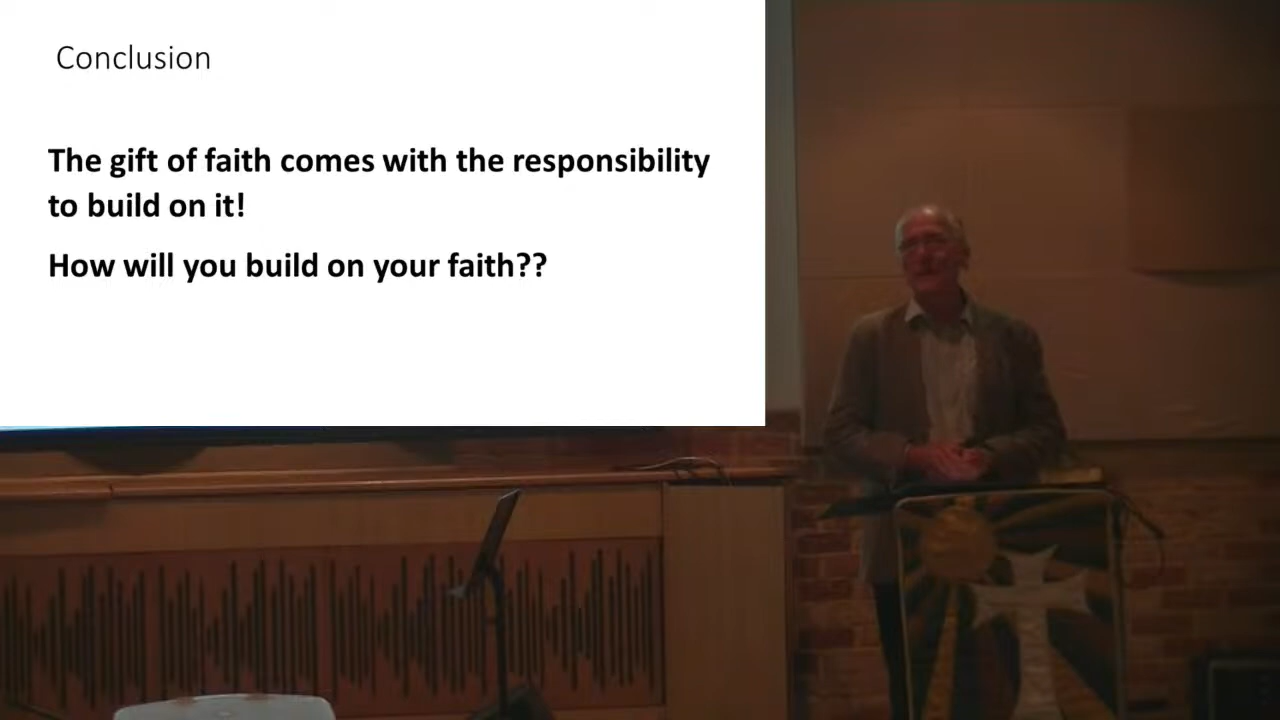 Conclusion
The gift of faith comes with the responsibility
to build on it!
How will you build on your faith??